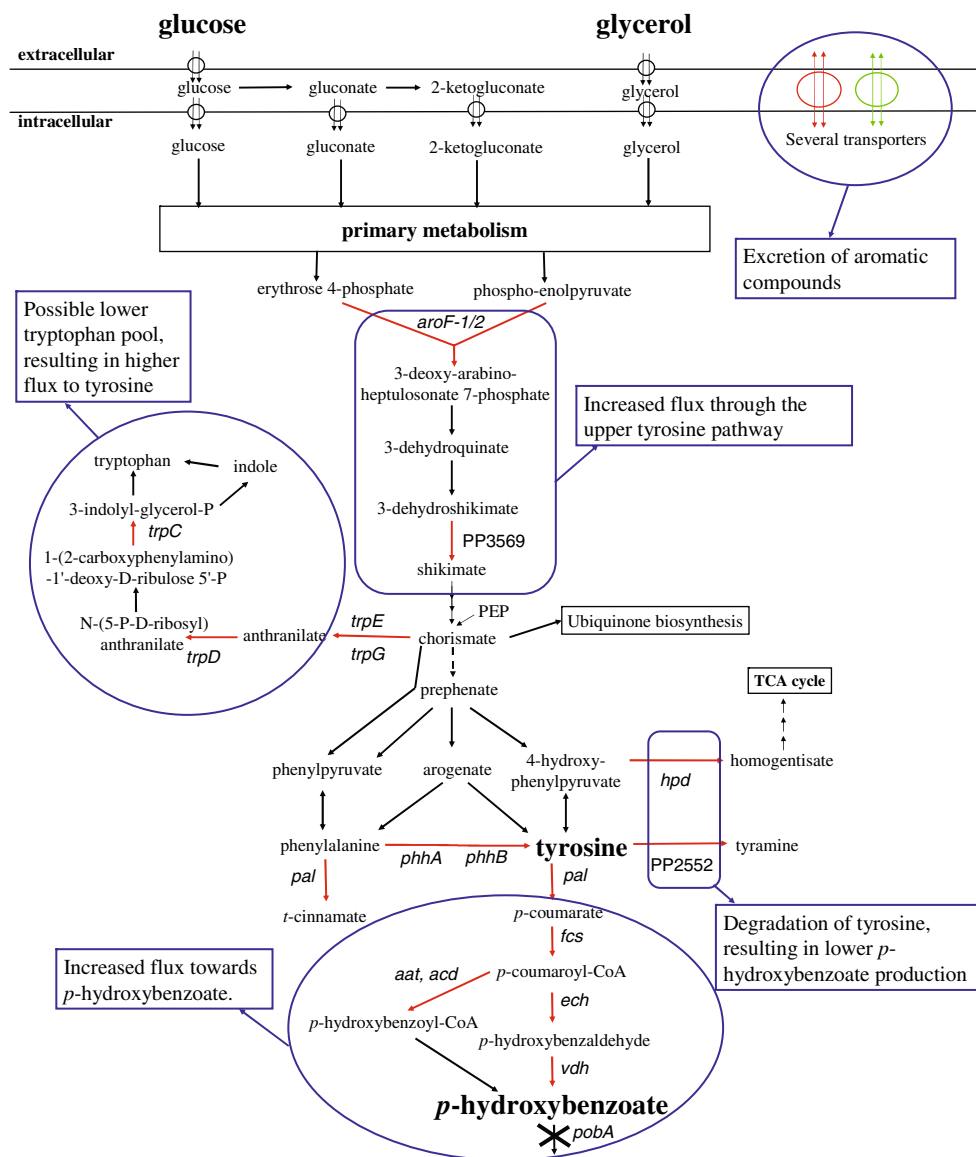 glucose
glycerol
extracellular
glucose
gluconate
2-ketogluconate
glycerol
intracellular
glucose
gluconate
2-ketogluconate
glycerol
Several transporters
primary metabolism
Excretion of aromatic
compounds
erythrose 4-phosphate
phospho-enolpyruvate
Possible lower
tryptophan pool,
resulting in higher
flux to tyrosine
aroF-1/2
3-deoxy-arabino-
heptulosonate 7-phosphate
Increased flux through the
upper tyrosine pathway
3-dehydroquinate
3-dehydroshikimate
PP3569
shikimate
tryptophan
indole
3-indolyl-glycerol-P
trpC
1-(2-carboxyphenylamino)
-1'-deoxy-D-ribulose 5'-P
N-(5-P-D-ribosyl)
anthranilate
trpD
anthranilate
trpE
trpG
PEP
chorismate
Ubiquinone biosynthesis
prephenate
TCA cycle
phenylpyruvate
arogenate
4-hydroxy-
phenylpyruvate
hpd
homogentisate
phenylalanine
phhA
phhB
tyrosine
PP2552
tyramine
pal
pal
t-cinnamate
p-coumarate
Degradation of tyrosine,
resulting in lower p-
hydroxybenzoate production
fcs
Increased flux towards
p-hydroxybenzoate.
aat, acd
p-coumaroyl-CoA
ech
p-hydroxybenzoyl-CoA
p-hydroxybenzaldehyde
vdh
p-hydroxybenzoate
pobA